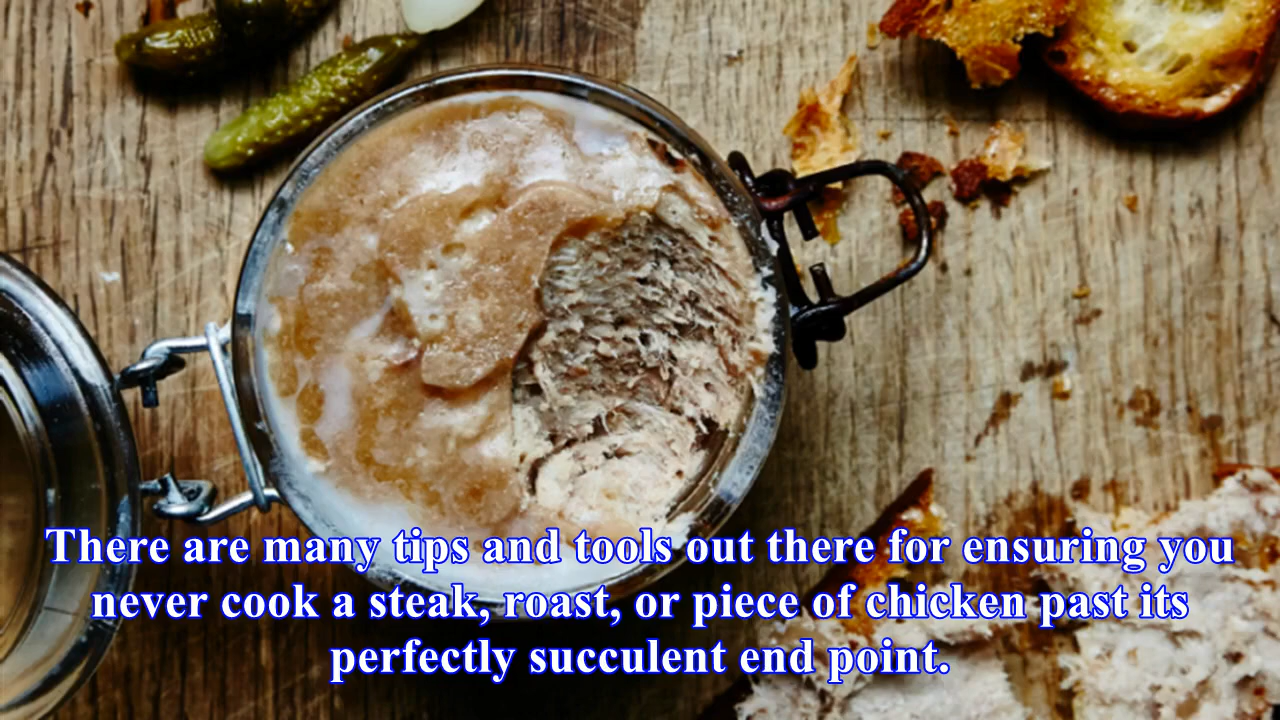 There are many tips and tools out there for ensuring you
never cook a steak, roast, or piece of chicken past its
perfectly succulent end point.